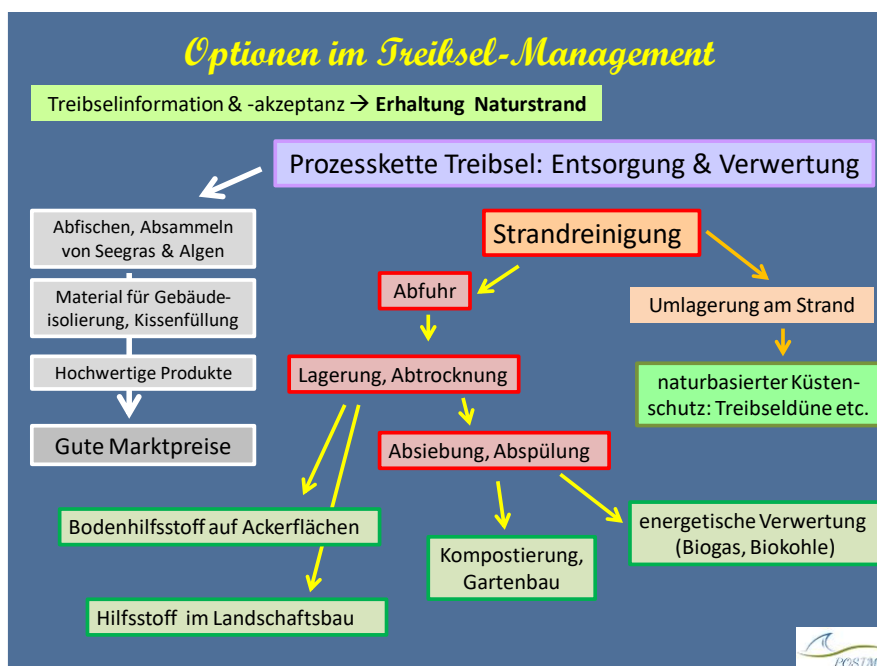 Optionen im Treibsel-Management
Treibselinformation & -akzeptanz → Erhaltung Naturstrand
Prozesskette Treibsel: Entsorgung & Verwertung
Abfischen, Absammeln
von Seegras & Algen
Material für Gebäude-
isolierung, Kissenfüllung
Hochwertige Produkte
Gute Marktpreise
Strandreinigung
Abfuhr
Lagerung, Abtrocknung
Absiebung, Abspülung
Umlagerung am Strand
naturbasierter Küsten-
schutz: Treibseldüne etc.
Bodenhilfsstoff auf Ackerflächen
Hilfsstoff im Landschaftsbau
Kompostierung,
Gartenbau
energetische Verwertung
(Biogas, Biokohle)